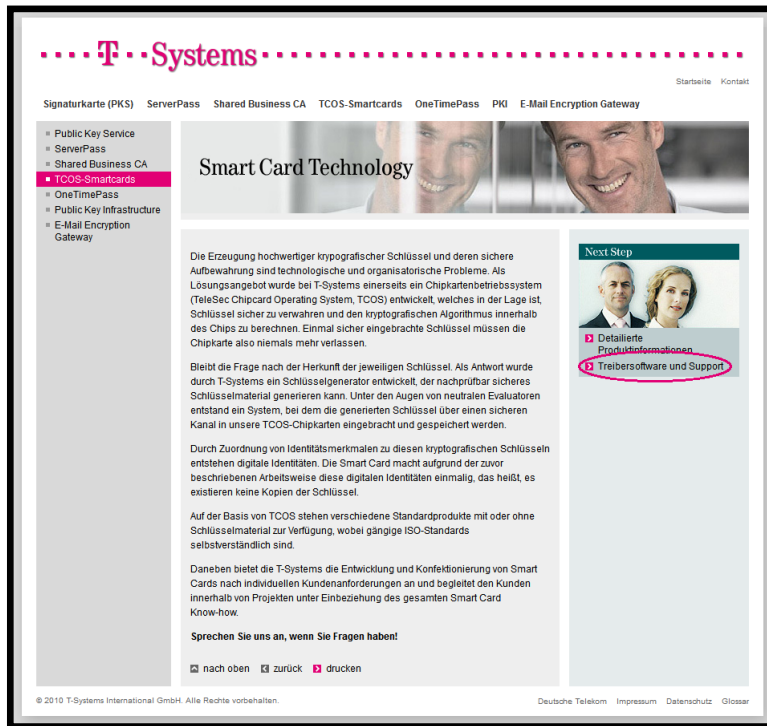 T Systems
Startseite Kontakt
Signaturkarte (PKS) ServerPass Shared Business CA TCOS-Smartcards OneTimePass PKI E-Mail Encryption Gateway
Public Key Service
ServerPass
Shared Business CA
TCOS-Smartcards
OneTimePass
Public Key Infrastructure
E-Mail Encryption
Gateway
Smart Card Technology
Die Erzeugung hochwertiger krypografischer Schlüssel und deren sichere
Aufbewahrung sind technologische und organisatorische Probleme. Als
Lösungsangebot wurde bei T-Systems einerseits ein Chipkartenbetriebssystem
(TeleSec Chipcard Operating System, TCOS) entwickelt, welches in der Lage ist,
Schlüssel sicher zu verwahren und den kryptografischen Algorithmus innerhalb
des Chips zu berechnen. Einmal sicher eingebrachte Schlüssel müssen die
Chipkarte also niemals mehr verlassen.
Bleibt die Frage nach der Herkunft der jeweiligen Schlüssel. Als Antwort wurde
durch T-Systems ein Schlüsselgenerator entwickelt, der nachprüfbar sicheres
Schlüsselmaterial generieren kann. Unter den Augen von neutralen Evaluatoren
entstand ein System, bei dem die generierten Schlüssel über einen sicheren
Kanal in unsere TCOS-Chipkarten eingebracht und gespeichert werden.
Durch Zuordnung von Identitätsmerkmalen zu diesen kryptografischen Schlüsseln
entstehen digitale Identitäten. Die Smart Card macht aufgrund der zuvor
beschriebenen Arbeitsweise diese digitalen Identitäten einmalig, das heißt, es
existieren keine Kopien der Schlüssel.
Auf der Basis von TCOS stehen verschiedene Standardprodukte mit oder ohne
Schlüsselmaterial zur Verfügung, wobei gängige ISO-Standards
selbstverständlich sind.
Daneben bietet die T-Systems die Entwicklung und Konfektionierung von Smart
Cards nach individuellen Kundenanforderungen an und begleitet den Kunden
innerhalb von Projekten unter Einbeziehung des gesamten Smart Card
Know-how.
Sprechen Sie uns an, wenn Sie Fragen haben!
nach oben zurück drucken
Next Step
Detailierte
Produktinformationen
Treibersoftware und Support
© 2010 T-Systems International GmbH. Alle Rechte vorbehalten.
Deutsche Telekom Impressum Datenschutz Glossar